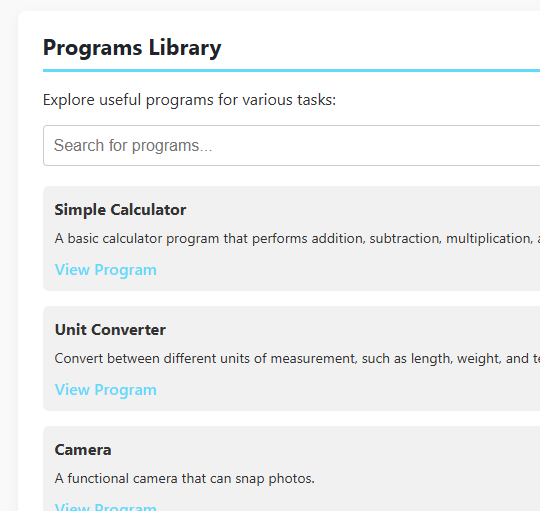 Programs Library
Explore useful programs for various tasks:
Search for programs...
Simple Calculator
A basic calculator program that performs addition, subtraction, multiplication,
View Program
Unit Converter
Convert between different units of measurement, such as length, weight, and
View Program
Camera
A functional camera that can snap photos.
View Program